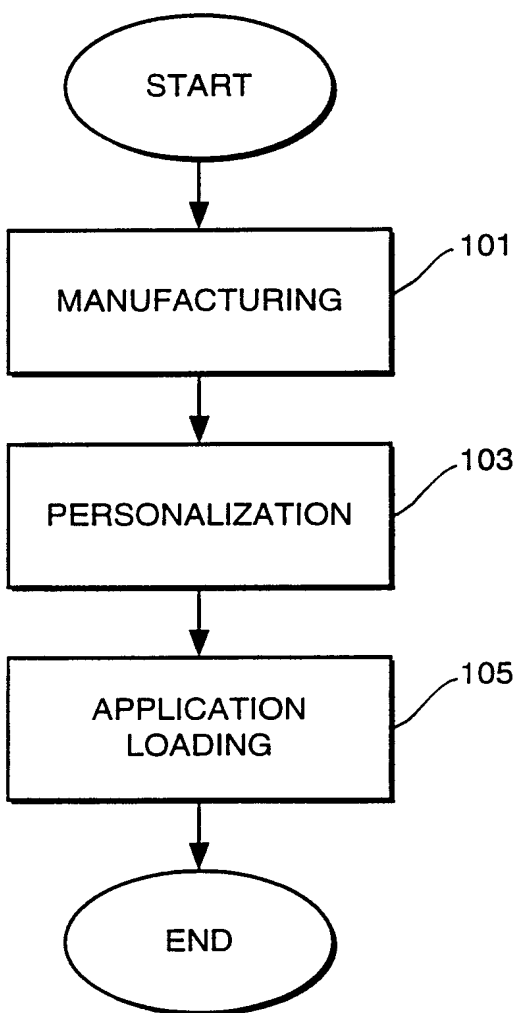 START
101
MANUFACTURING
103
PERSONALIZATION
105
APPLICATION
LOADING
END